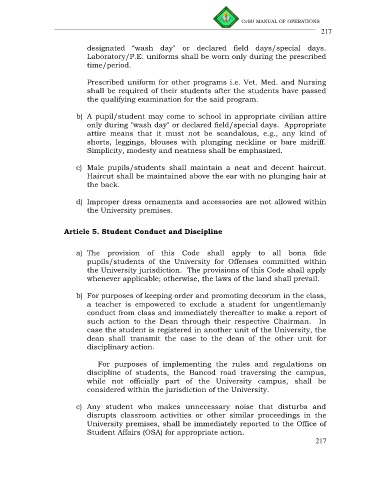 CvSU MANUAL OF OPERATIONS
217
designated "wash day" or declared field days/special days.
Laboratory/P.E. uniforms shall be worn only during the prescribed
time/period.
Prescribed uniform for other programs i.e. Vet. Med. and Nursing
shall be required of their students after the students have passed
the qualifying examination for the said program.
b) A pupil/student may come to school in appropriate civilian attire
only during "wash day" or declared field/special days. Appropriate
attire means that it must not be scandalous, e.g., any kind of
shorts, leggings, blouses with plunging neckline or bare midriff.
Simplicity, modesty and neatness shall be emphasized.
c) Male pupils/students shall maintain a neat and decent haircut.
Haircut shall be maintained above the ear with no plunging hair at
the back.
d) Improper dress ornaments and accessories are not allowed within
the University premises.
Article 5. Student Conduct and Discipline
a) The provision of this Code shall apply to all bona fide
pupils/students of the University for Offenses committed within
the University jurisdiction. The provisions of this Code shall apply
whenever applicable; otherwise, the laws of the land shall prevail.
b) For purposes of keeping order and promoting decorum in the class,
a teacher is empowered to exclude a student for ungentlemanly
conduct from class and immediately thereafter to make a report of
such action to the Dean through their respective Chairman. In
case the student is registered in another unit of the University, the
dean shall transmit the case to the dean of the other unit for
disciplinary action.
For purposes of implementing the rules and regulations on
discipline of students, the Bancod road traversing the campus,
while not officially part of the University campus, shall be
considered within the jurisdiction of the University.
c) Any student who makes unnecessary noise that disturbs and
disrupts classroom activities or other similar proceedings in the
University premises, shall be immediately reported to the Office of
Student Affairs (OSA) for appropriate action.
217